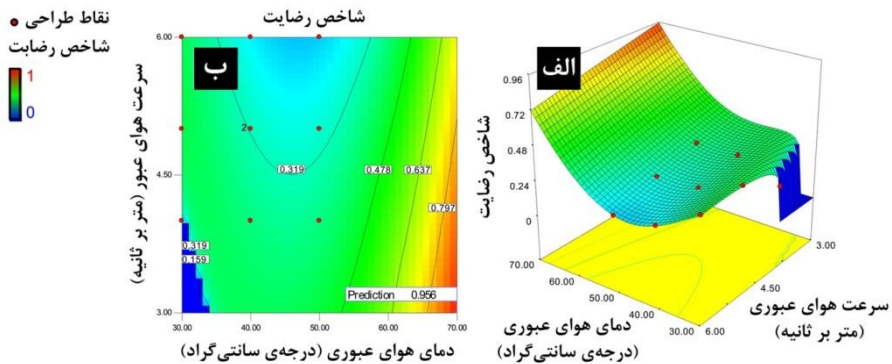 شاخص رضایت
نقاط طراحی
شاخص رضابت
1
0
ب
سرعت هوای عبور (متر بر ثانیه)
6.00
4.50
3.00
2
0.319
0.478
0.637
0.797
0.319
0.159
Prediction 0.956
30.00 40.00 50.00 60.00 70.00
دمای هوای عبوری (درجه‌ی سانتی‌گراد)
الف
شاخص رضایت
0.96
0.72
0.48
0.24
0
70.00
60.00
50.00
40.00
30.00
3.00
4.50
6.00
دمای هوای عبوری
(درجه‌ی سانتی‌گراد)
سرعت هوای عبوری
(متر بر ثانیه)